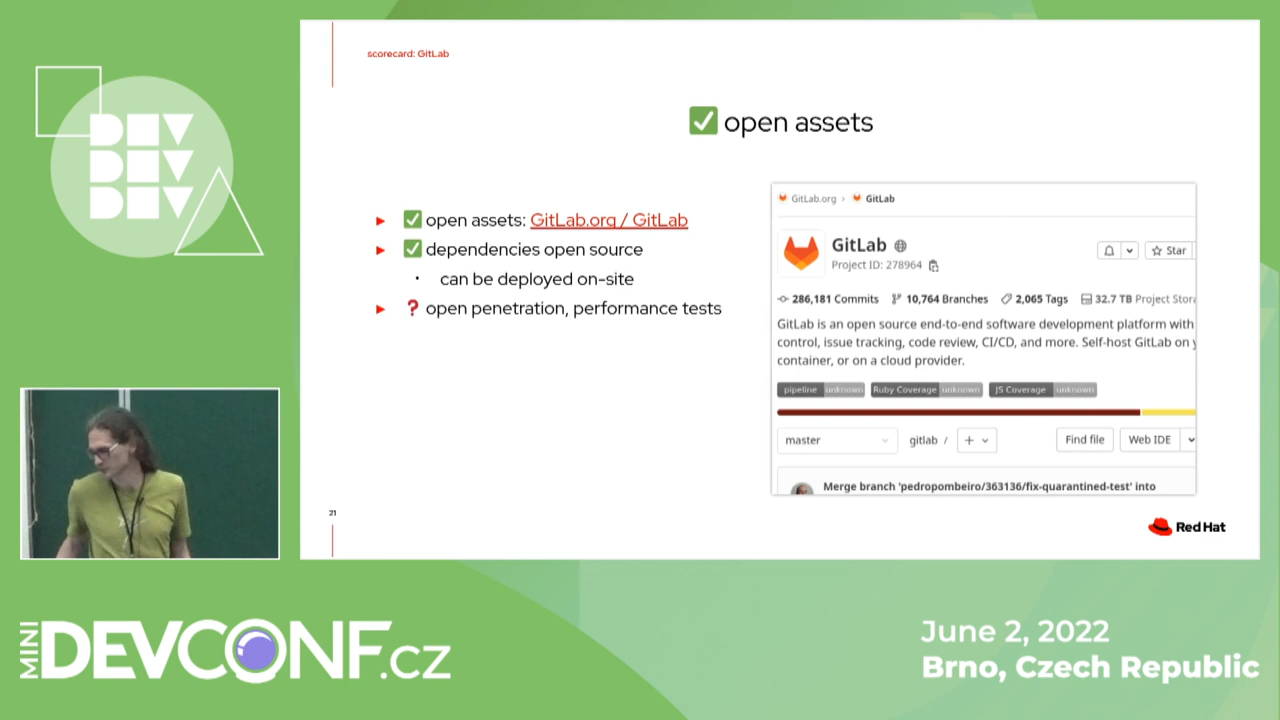 scorecard: GitLab
DEV
DEV
DEV
✅ open assets
► ✅ open assets: GitLab.org / GitLab
► ✅ dependencies open source
• can be deployed on-site
► ❓ open penetration, performance tests
GitLab.org › GitLab
GitLab
Project ID: 278964
Star
286,181 Commits 10,764 Branches 2,065 Tags 32.7 TB Project Stora
GitLab is an open source end-to-end software development platform with
control, issue tracking, code review, CI/CD, and more. Self-host GitLab on y
container, or on a cloud provider.
pipeline unknown Ruby Coverage unknown JS Coverage unknown
master gitlab / + Find file Web IDE
Merge branch 'pedropombeiro/363136/fix-quarantined-test' into
21
Red Hat
MINI
DEVCONF.cz
June 2, 2022
Brno, Czech Republic